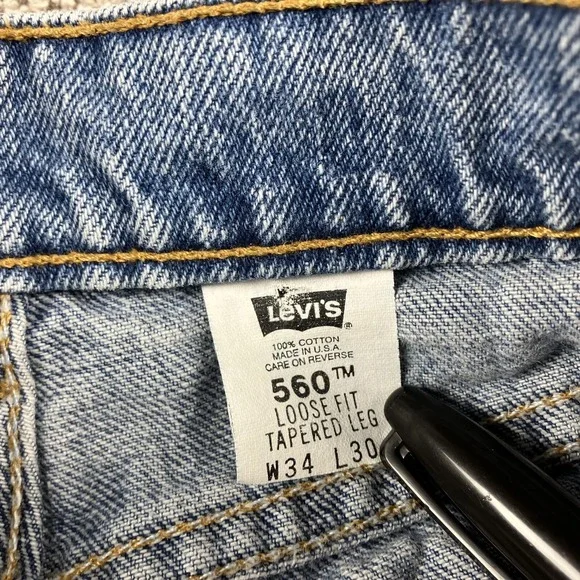 LEVI'S ®
100% COTTON
MADE IN U.S.A.
CARE ON REVERSE
560™
LOOSE FIT
TAPERED LEG
W34 L30